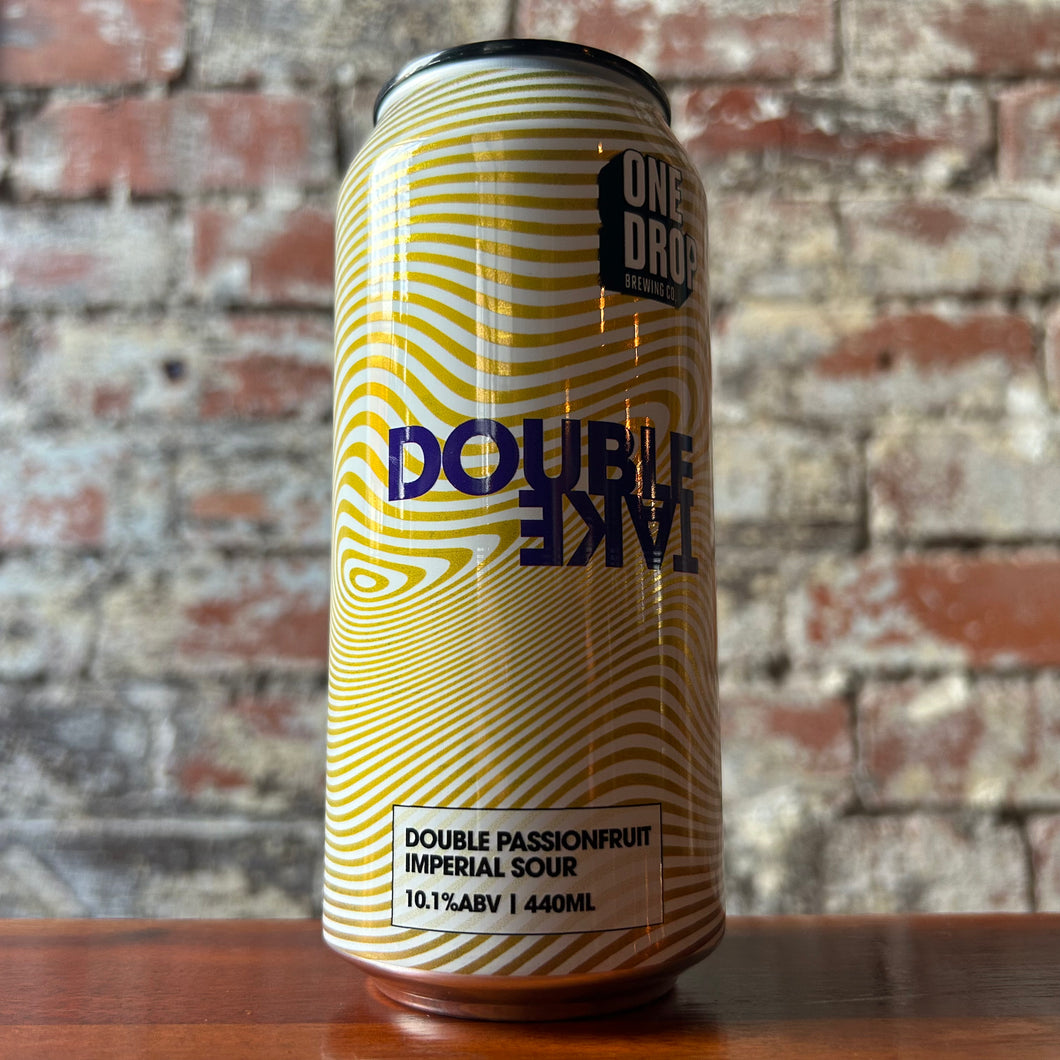 ONE
DROP
BREWING CO.
DOUBLE
TAKE
DOUBLE PASSIONFRUIT
IMPERIAL SOUR
10.1%ABV | 440ML